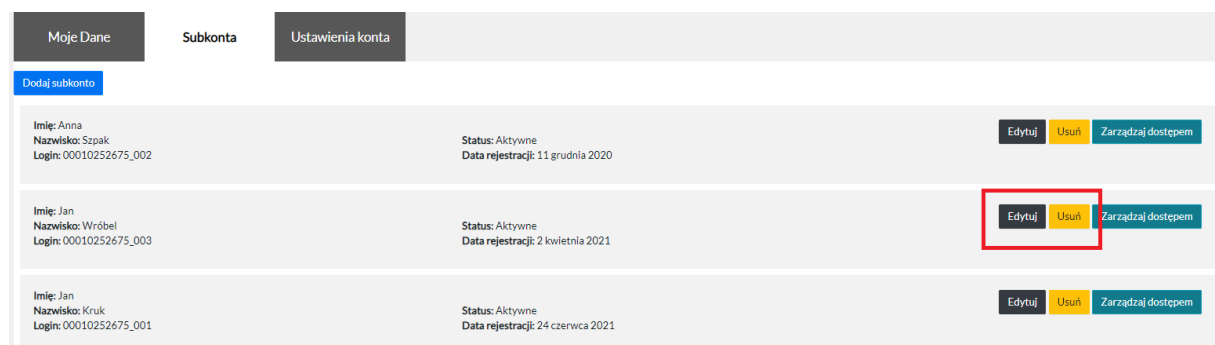 Moje Dane Subkonta Ustawienia konta
Dodaj subkonto
Imię: Anna
Nazwisko: Szpak
Login: 00010252675_002
Status: Aktywne
Data rejestracji: 11 grudnia 2020
Edytuj Usuń Zarządzaj dostępem
Imię: Jan
Nazwisko: Wróbel
Login: 00010252675_003
Status: Aktywne
Data rejestracji: 2 kwietnia 2021
Edytuj Usuń Zarządzaj dostępem
Imię: Jan
Nazwisko: Kruk
Login: 00010252675_001
Status: Aktywne
Data rejestracji: 24 czerwca 2021
Edytuj Usuń Zarządzaj dostępem